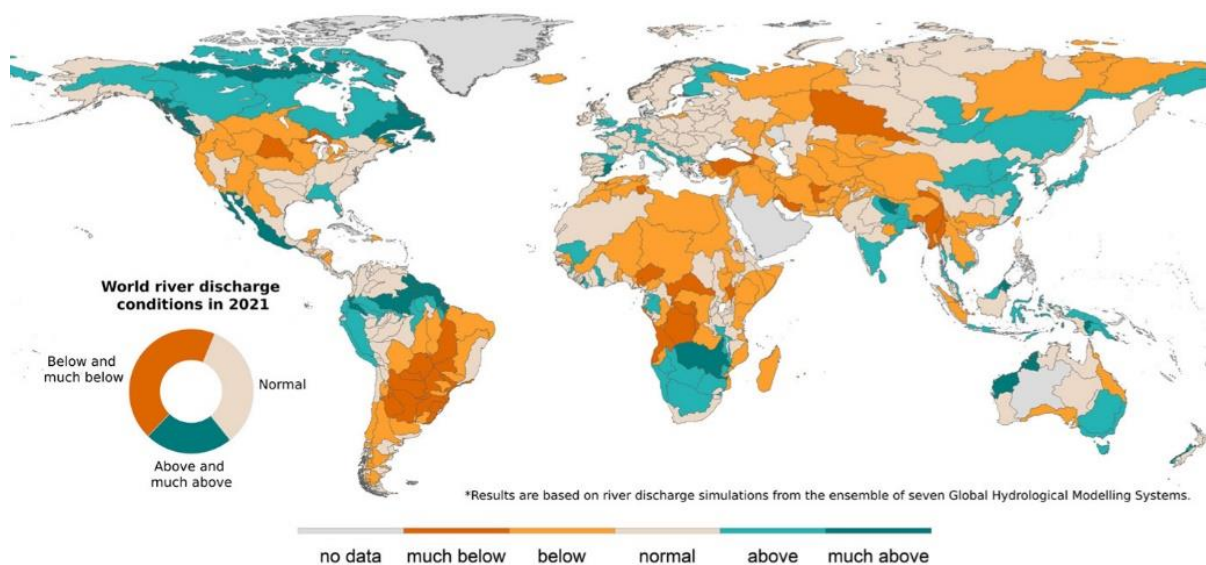 World river discharge
conditions in 2021
Below and
much below
Normal
Above and
much above
*Results are based on river discharge simulations from the ensemble of seven Global Hydrological Modelling Systems.
no data much below below normal above much above